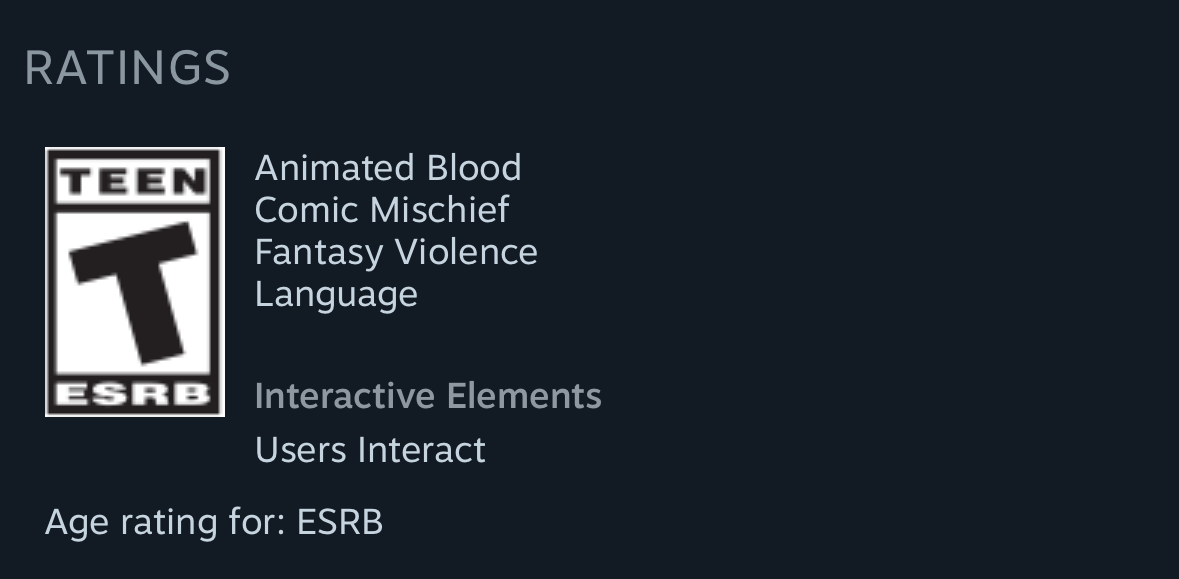 RATINGS
TEEN
T
ESRB
Animated Blood
Comic Mischief
Fantasy Violence
Language
Interactive Elements
Users Interact
Age rating for: ESRB